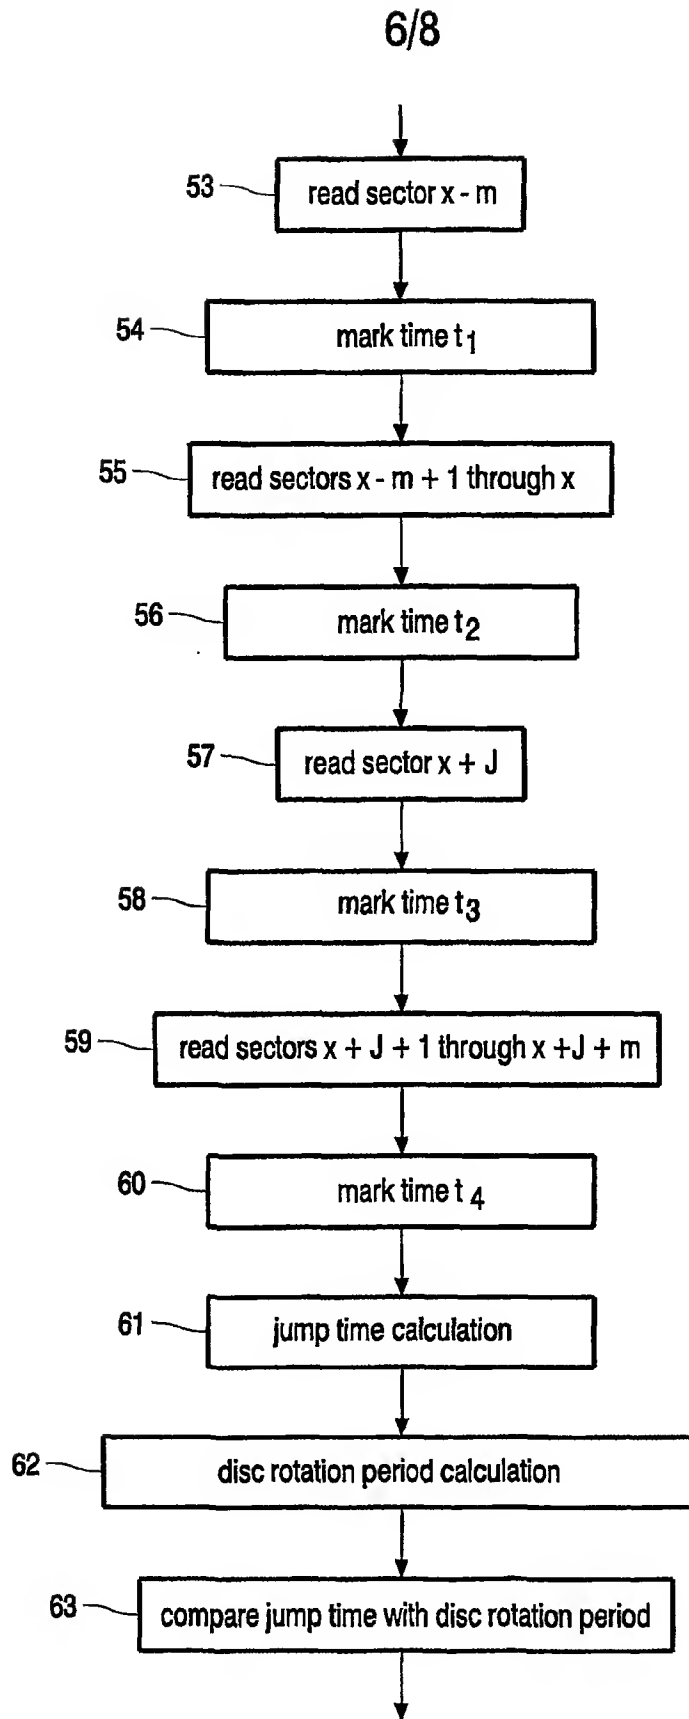 6/8
53 read sector x - m
54 mark time t1
55 read sectors x - m + 1 through x
56 mark time t2
57 read sector x + J
58 mark time t3
59 read sectors x + J + 1 through x +J + m
60 mark time t4
61 jump time calculation
62 disc rotation period calculation
63 compare jump time with disc rotation period